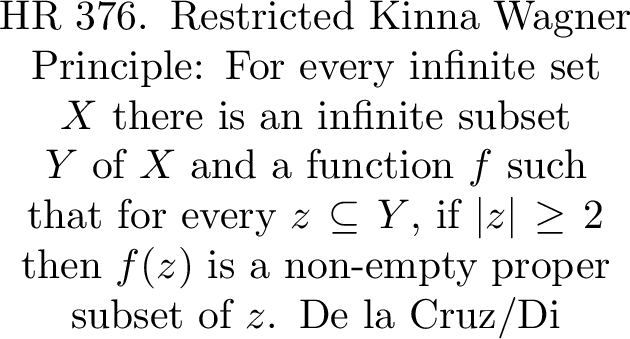 HR 376. Restricted Kinna Wagner
Principle: For every infinite set
X there is an infinite subset
Y of X and a function f such
that for every z ⊆ Y, if |z| ≥ 2
then f(z) is a non-empty proper
subset of z. De la Cruz/Di